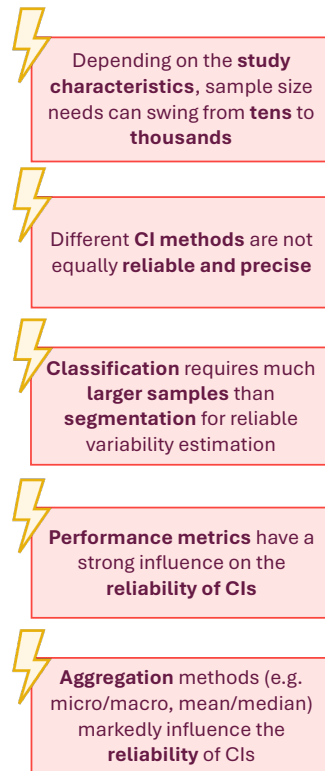 Depending on the study
characteristics, sample size
needs can swing from tens to
thousands
Different CI methods are not
equally reliable and precise
Classification requires much
larger samples than
segmentation for reliable
variability estimation
Performance metrics have a
strong influence on the
reliability of CIs
Aggregation methods (e.g.
micro/macro, mean/median)
markedly influence the
reliability of CIs